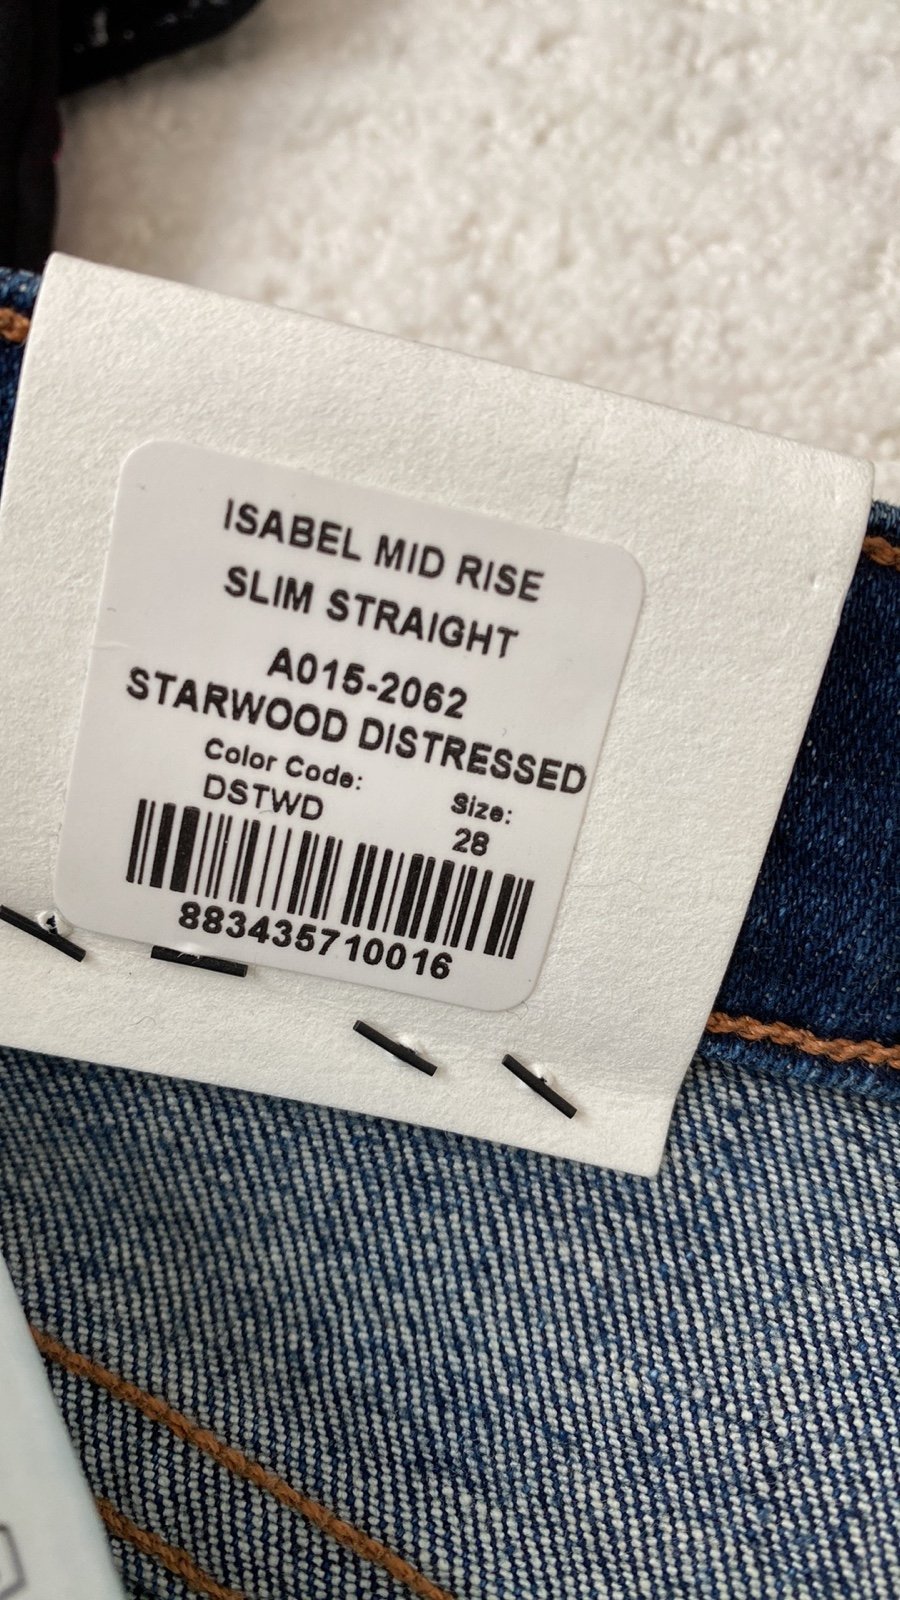 ISABEL MID RISE
SLIM STRAIGHT
A015-2062
STARWOOD DISTRESSED
Color Code:
DSTWD
Size:
28
883435710016